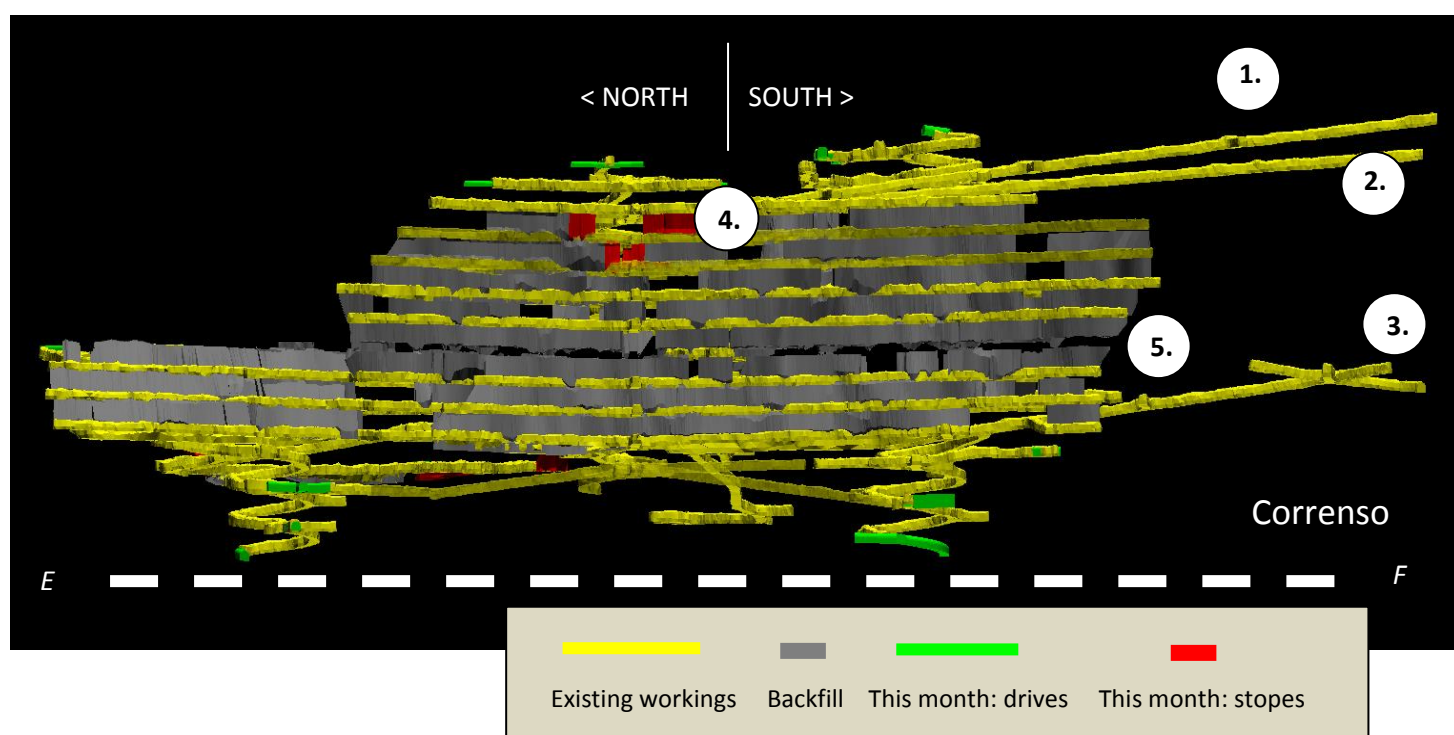 1.
< NORTH
SOUTH >
2.
4.
3.
5.
Correnso
E
F
Existing workings
Backfill
This month: drives
This month: stopes